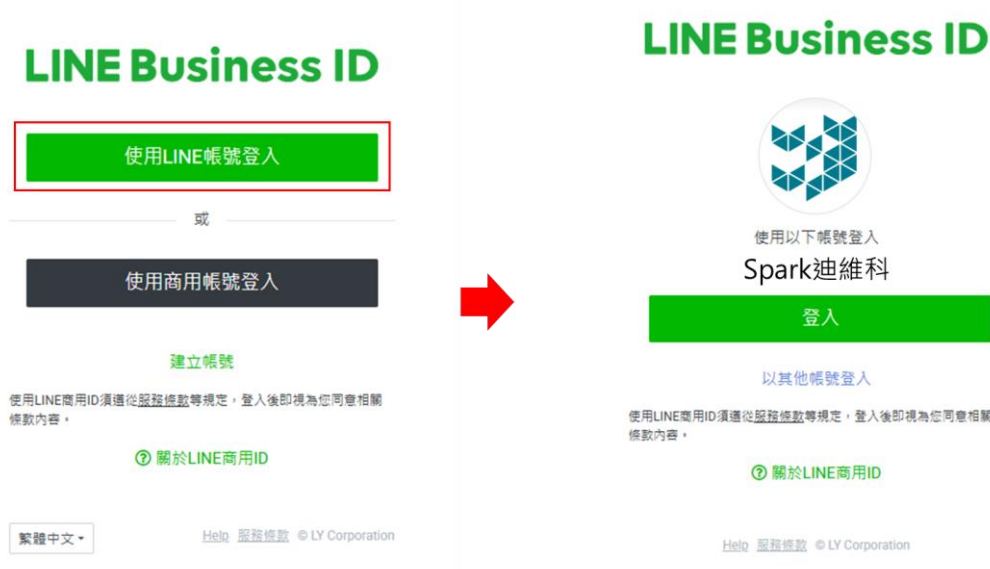 LINE Business ID
使用LINE帳號登入
或
使用商用帳號登入
建立帳號
使用LINE商用ID須遵從服務條款等規定，登入後即視為您同意相關
條款內容。
關於LINE商用ID
繁體中文
Help 服務條款 © LY Corporation
LINE Business ID
使用以下帳號登入
Spark迪維科
登入
以其他帳號登入
使用LINE商用ID須遵從服務條款等規定，登入後即視為您同意相關
條款內容。
關於LINE商用ID
Help 服務條款 © LY Corporation